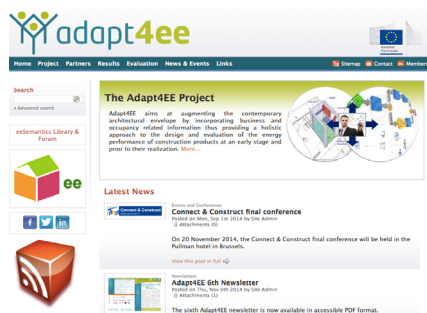 adapt4ee
European
Commission
Home Project Partners Results Evaluation News & Events Links
Sitemap Contact Members
Search
Advanced search
eeSemantics Library &
Forum
ee
The Adapt4EE Project
Adapt4EE aims at augmenting the contemporary
architectural envelope by incorporating business and
occupancy related information thus providing a holistic
approach to the design and evaluation of the energy
performance of construction products at an early stage and
prior to their realization. More...
Latest News
Connect & Construct
Events and Conferences
Connect & Construct final conference
Posted on Mon, Sep 1st 2014 by Site Admin
Attachments (0)
On 20 November 2014, the Connect & Construct final conference will be held in the
Pullman hotel in Brussels.
View this post in full
Newsletters
Adapt4EE 6th Newsletter
Posted on Thu, Nov 6th 2014 by Site Admin
Attachments (1)
The sixth Adapt4EE newsletter is now available in accessible PDF format.